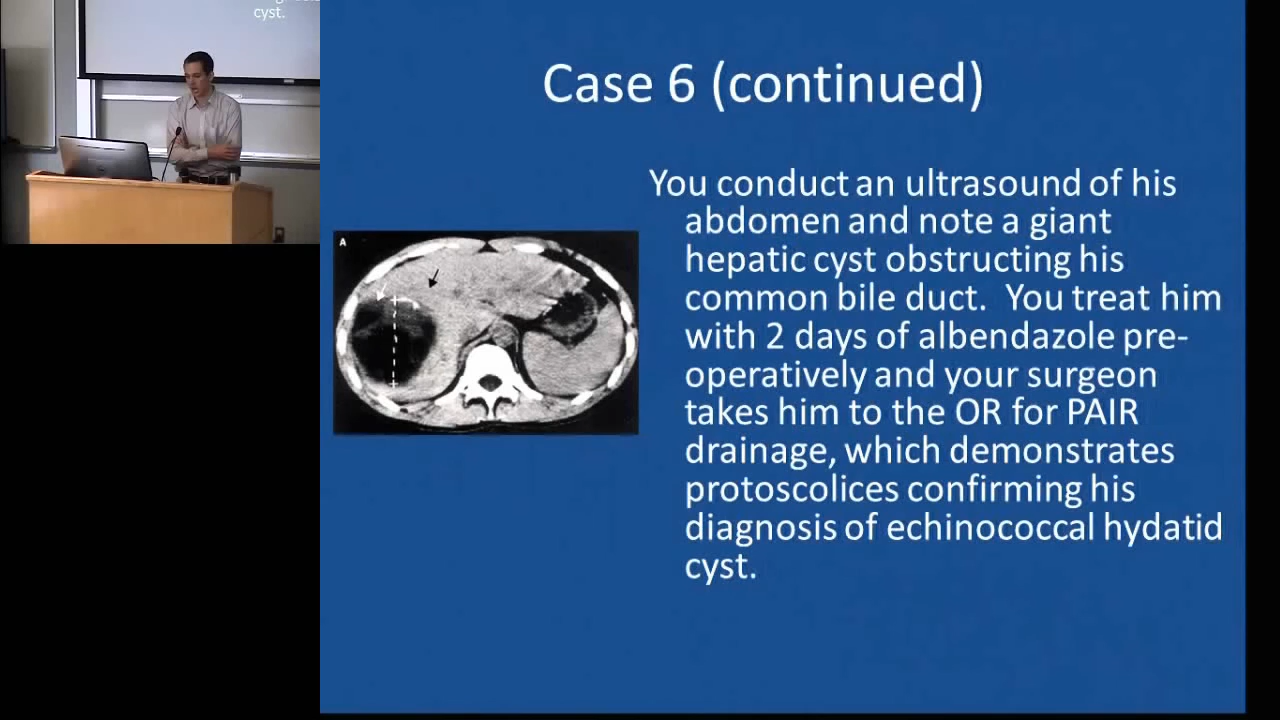 cyst.
Case 6 (continued)
You conduct an ultrasound of his
abdomen and note a giant
hepatic cyst obstructing his
common bile duct. You treat him
with 2 days of albendazole pre-
operatively and your surgeon
takes him to the OR for PAIR
drainage, which demonstrates
protoscolices confirming his
diagnosis of echinococcal hydatid
cyst.
A